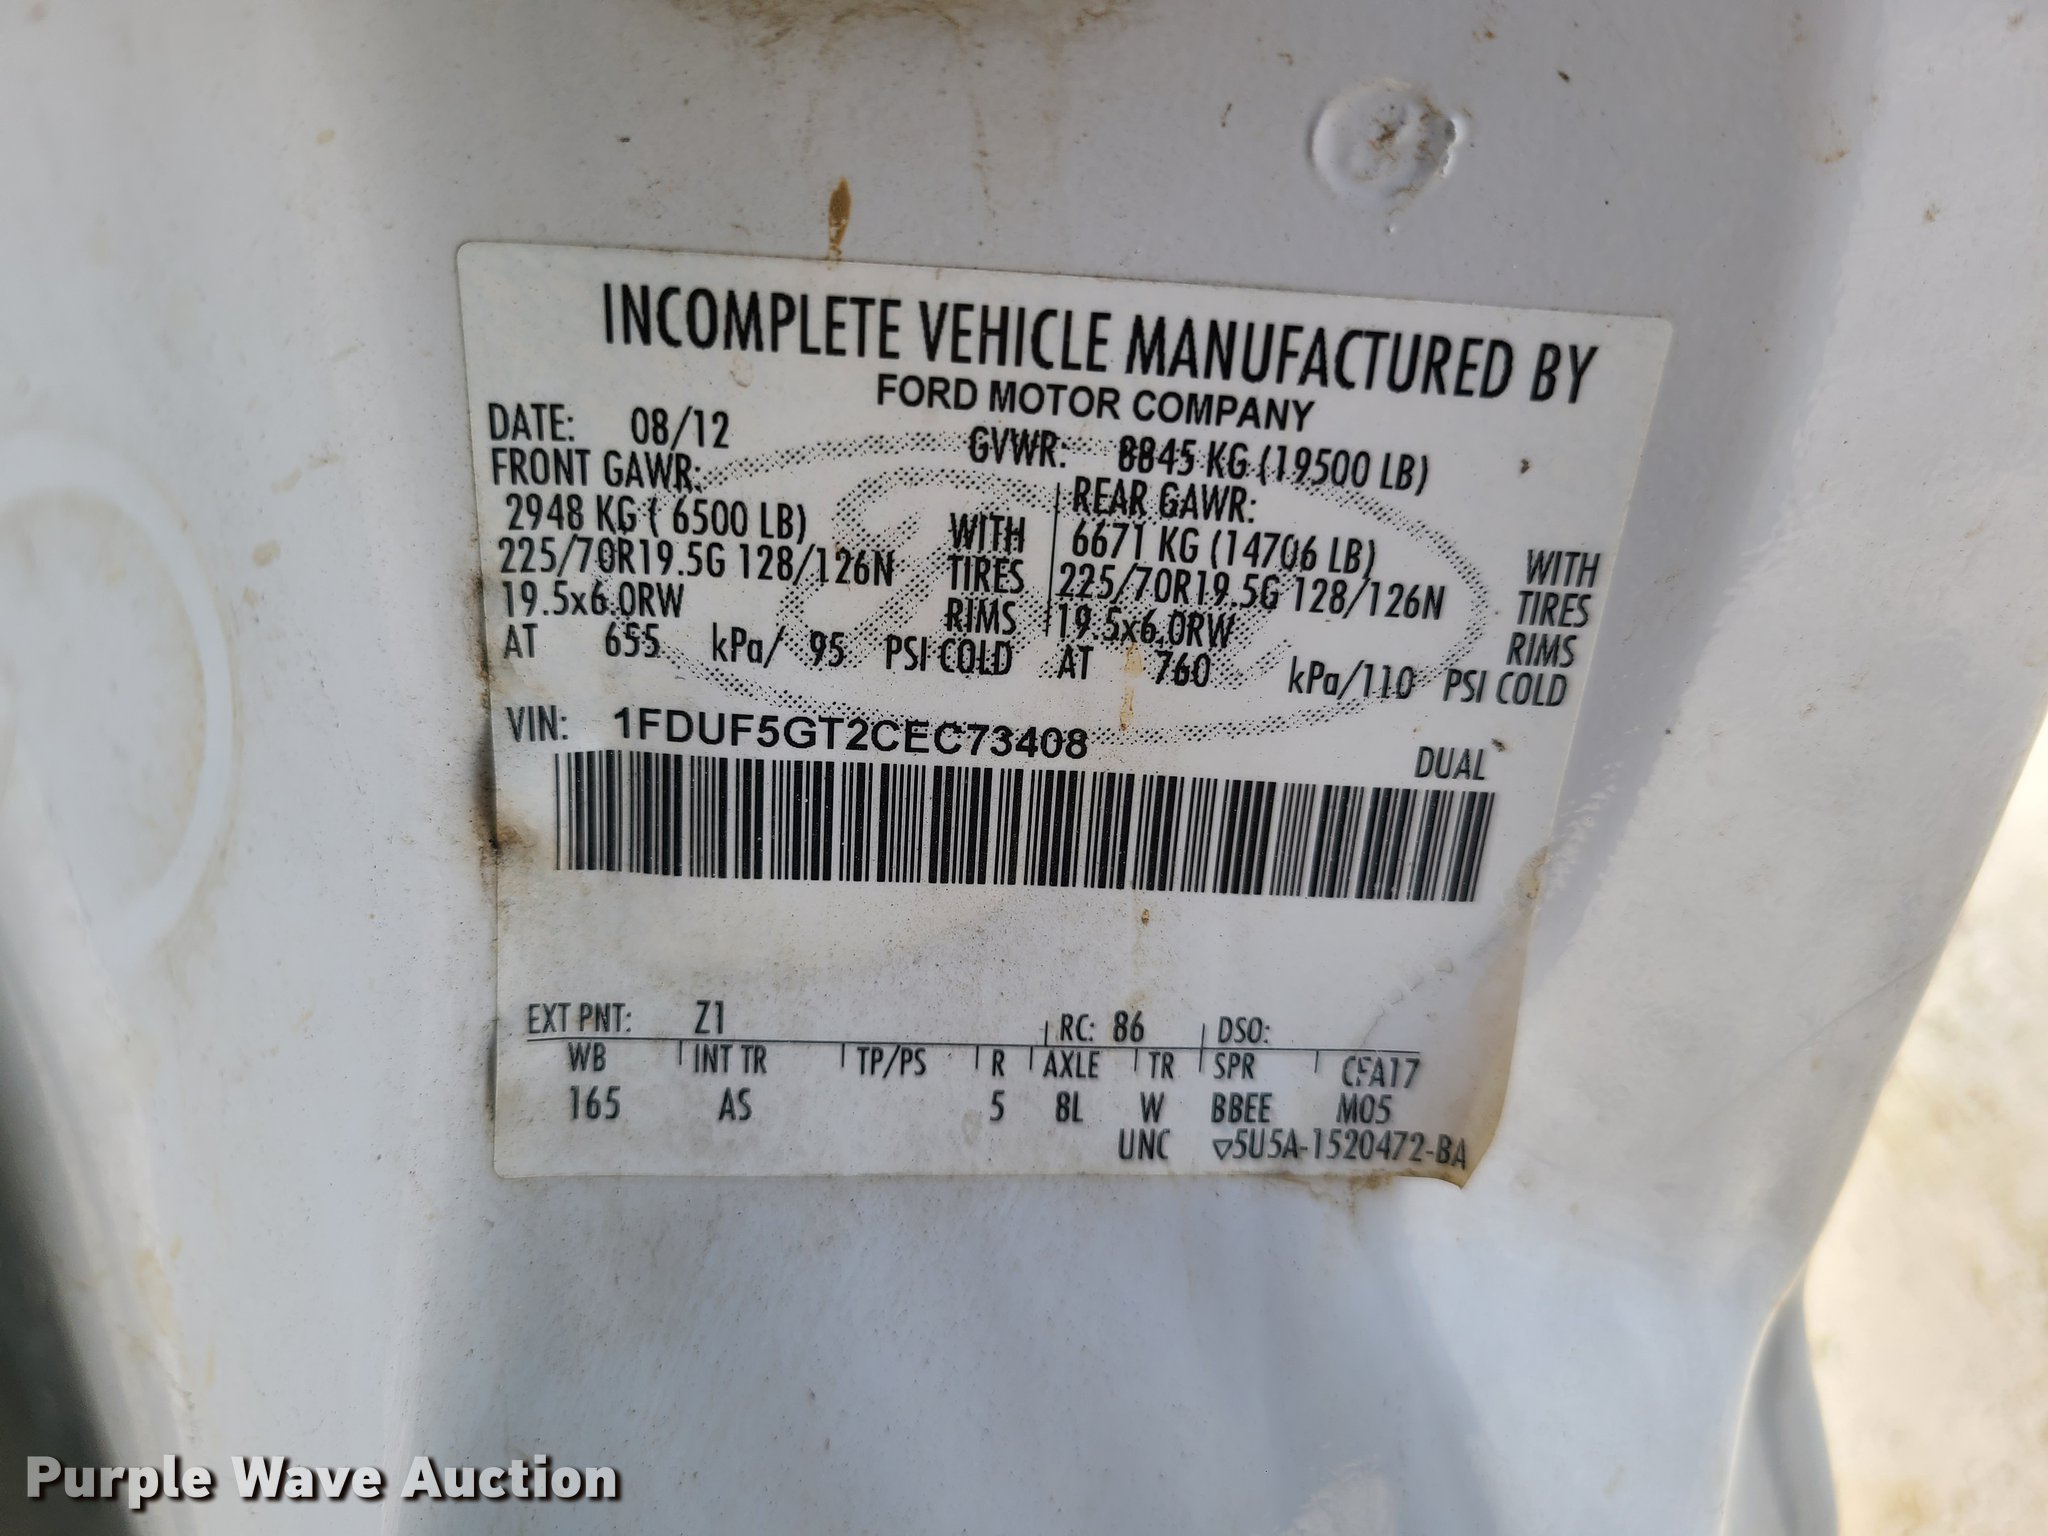 INCOMPLETE VEHICLE MANUFACTURED BY
FORD MOTOR COMPANY
DATE: 08/12 GVWR: 8845 KG (19500 LB)
FRONT GAWR: REAR GAWR:
2948 KG ( 6500 LB) WITH 6671 KG (14706 LB) WITH
225/70R19.5G 128/126N TIRES 225/70R19.5G 128/126N TIRES
19.5x6.0RW RIMS 19.5x6.0RW RIMS
AT 655 kPa/ 95 PSI COLD AT 760 kPa/110 PSI COLD
VIN: 1FDUF5GT2CEC73408
DUAL
EXT PNT: Z1 RC: 86 DSO:
WB INT TR TP/PS R AXLE TR SPR CFA17
165 AS 5 8L W BBEE M05
UNC ▽5U5A-1520472-BA
Purple Wave Auction